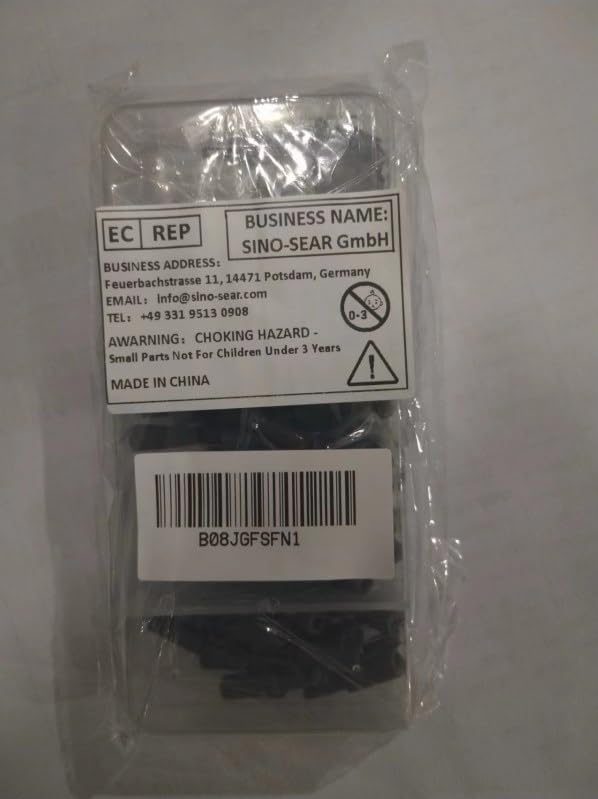 EC REP
BUSINESS NAME:
SINO-SEAR GmbH
BUSINESS ADDRESS:
Feuerbachstrasse 11, 14471 Potsdam, Germany
EMAIL: Info@sino-sear.com
TEL: +49 331 9513 0908
0-3
AWARNING: CHOKING HAZARD -
Small Parts Not For Children Under 3 Years
!
MADE IN CHINA
B08JGFSFN1